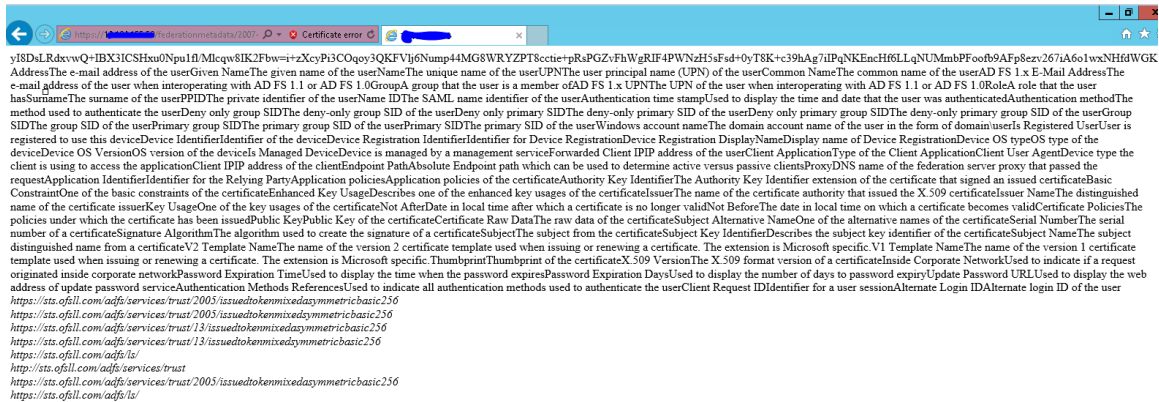 https://
/federationmetadata/2007-
Certificate error
yI8DsLRdxvwQ+IBX3ICSHxu0Npu1fl/Mlcqw8IK2Fbw=i+zXcyPi3COqoy3QKFVlj6Nump44MG8WRYZPT8cctie+pRsPGZvFhWgRIF4PWNzH5sFsd+0yT8K+c39hAg7iIPqNKEncHf6LLqNUMmbPFoofb9AFp8ezv267iA6o1wxNHfdWGK
AddressThe e-mail address of the userGiven NameThe given name of the userNameThe unique name of the userUPNThe user principal name (UPN) of the userCommon NameThe common name of the userAD FS 1.x E-Mail AddressThe
e-mail address of the user when interoperating with AD FS 1.1 or AD FS 1.0GroupA group that the user is a member ofAD FS 1.x UPNThe UPN of the user when interoperating with AD FS 1.1 or AD FS 1.0RoleA role that the user
hasSurnameThe surname of the userPPIDThe private identifier of the userName IDThe SAML name identifier of the userAuthentication time stampUsed to display the time and date that the user was authenticatedAuthentication methodThe
method used to authenticate the userDeny only group SIDThe deny-only group SID of the userDeny only primary SIDThe deny-only primary SID of the userDeny only primary group SIDThe deny-only primary group SID of the userGroup
SIDThe group SID of the userPrimary group SIDThe primary group SID of the userPrimary SIDThe primary SID of the userWindows account nameThe domain account name of the user in the form of domain\userIs Registered UserUser is
registered to use this deviceDevice IdentifierIdentifier of the deviceDevice Registration IdentifierIdentifier for Device RegistrationDevice Registration DisplayNameDisplay name of Device RegistrationDevice OS typeOS type of the
deviceDevice OS VersionOS version of the deviceIs Managed DeviceDevice is managed by a management serviceForwarded Client IPIP address of the userClient ApplicationType of the Client ApplicationClient User AgentDevice type the
client is using to access the applicationClient IPIP address of the clientEndpoint PathAbsolute Endpoint path which can be used to determine active versus passive clientsProxyDNS name of the federation server proxy that passed the
requestApplication IdentifierIdentifier for the Relying PartyApplication policiesApplication policies of the certificateAuthority Key IdentifierThe Authority Key Identifier extension of the certificate that signed an issued certificateBasic
ConstraintOne of the basic constraints of the certificateEnhanced Key UsageDescribes one of the enhanced key usages of the certificateIssuerThe name of the certificate authority that issued the X.509 certificateIssuer NameThe distinguished
name of the certificate issuerKey UsageOne of the key usages of the certificateNot AfterDate in local time after which a certificate is no longer validNot BeforeThe date in local time on which a certificate becomes validCertificate PoliciesThe
policies under which the certificate has been issuedPublic KeyPublic Key of the certificateCertificate Raw DataThe raw data of the certificateSubject Alternative NameOne of the alternative names of the certificateSerial NumberThe serial
number of a certificateSignature AlgorithmThe algorithm used to create the signature of a certificateSubjectThe subject from the certificateSubject Key IdentifierDescribes the subject key identifier of the certificateSubject NameThe subject
distinguished name from a certificateV2 Template NameThe name of the version 2 certificate template used when issuing or renewing a certificate. The extension is Microsoft specific.V1 Template NameThe name of the version 1 certificate
template used when issuing or renewing a certificate. The extension is Microsoft specific.ThumbprintThumbprint of the certificateX.509 VersionThe X.509 format version of a certificateInside Corporate NetworkUsed to indicate if a request
originated inside corporate networkPassword Expiration TimeUsed to display the time when the password expiresPassword Expiration DaysUsed to display the number of days to password expiryUpdate Password URLUsed to display the web
address of update password serviceAuthentication Methods ReferencesUsed to indicate all authentication methods used to authenticate the userClient Request IDIdentifier for a user sessionAlternate Login IDAlternate login ID of the user
https://sts.ofsll.com/adfs/services/trust/2005/issuedtokenmixedasymmetricbasic256
https://sts.ofsll.com/adfs/services/trust/2005/issuedtokenmixedsymmetricbasic256
https://sts.ofsll.com/adfs/services/trust/13/issuedtokenmixedasymmetricbasic256
https://sts.ofsll.com/adfs/services/trust/13/issuedtokenmixedsymmetricbasic256
https://sts.ofsll.com/adfs/ls/
http://sts.ofsll.com/adfs/services/trust
https://sts.ofsll.com/adfs/services/trust/2005/issuedtokenmixedasymmetricbasic256
https://sts.ofsll.com/adfs/ls/